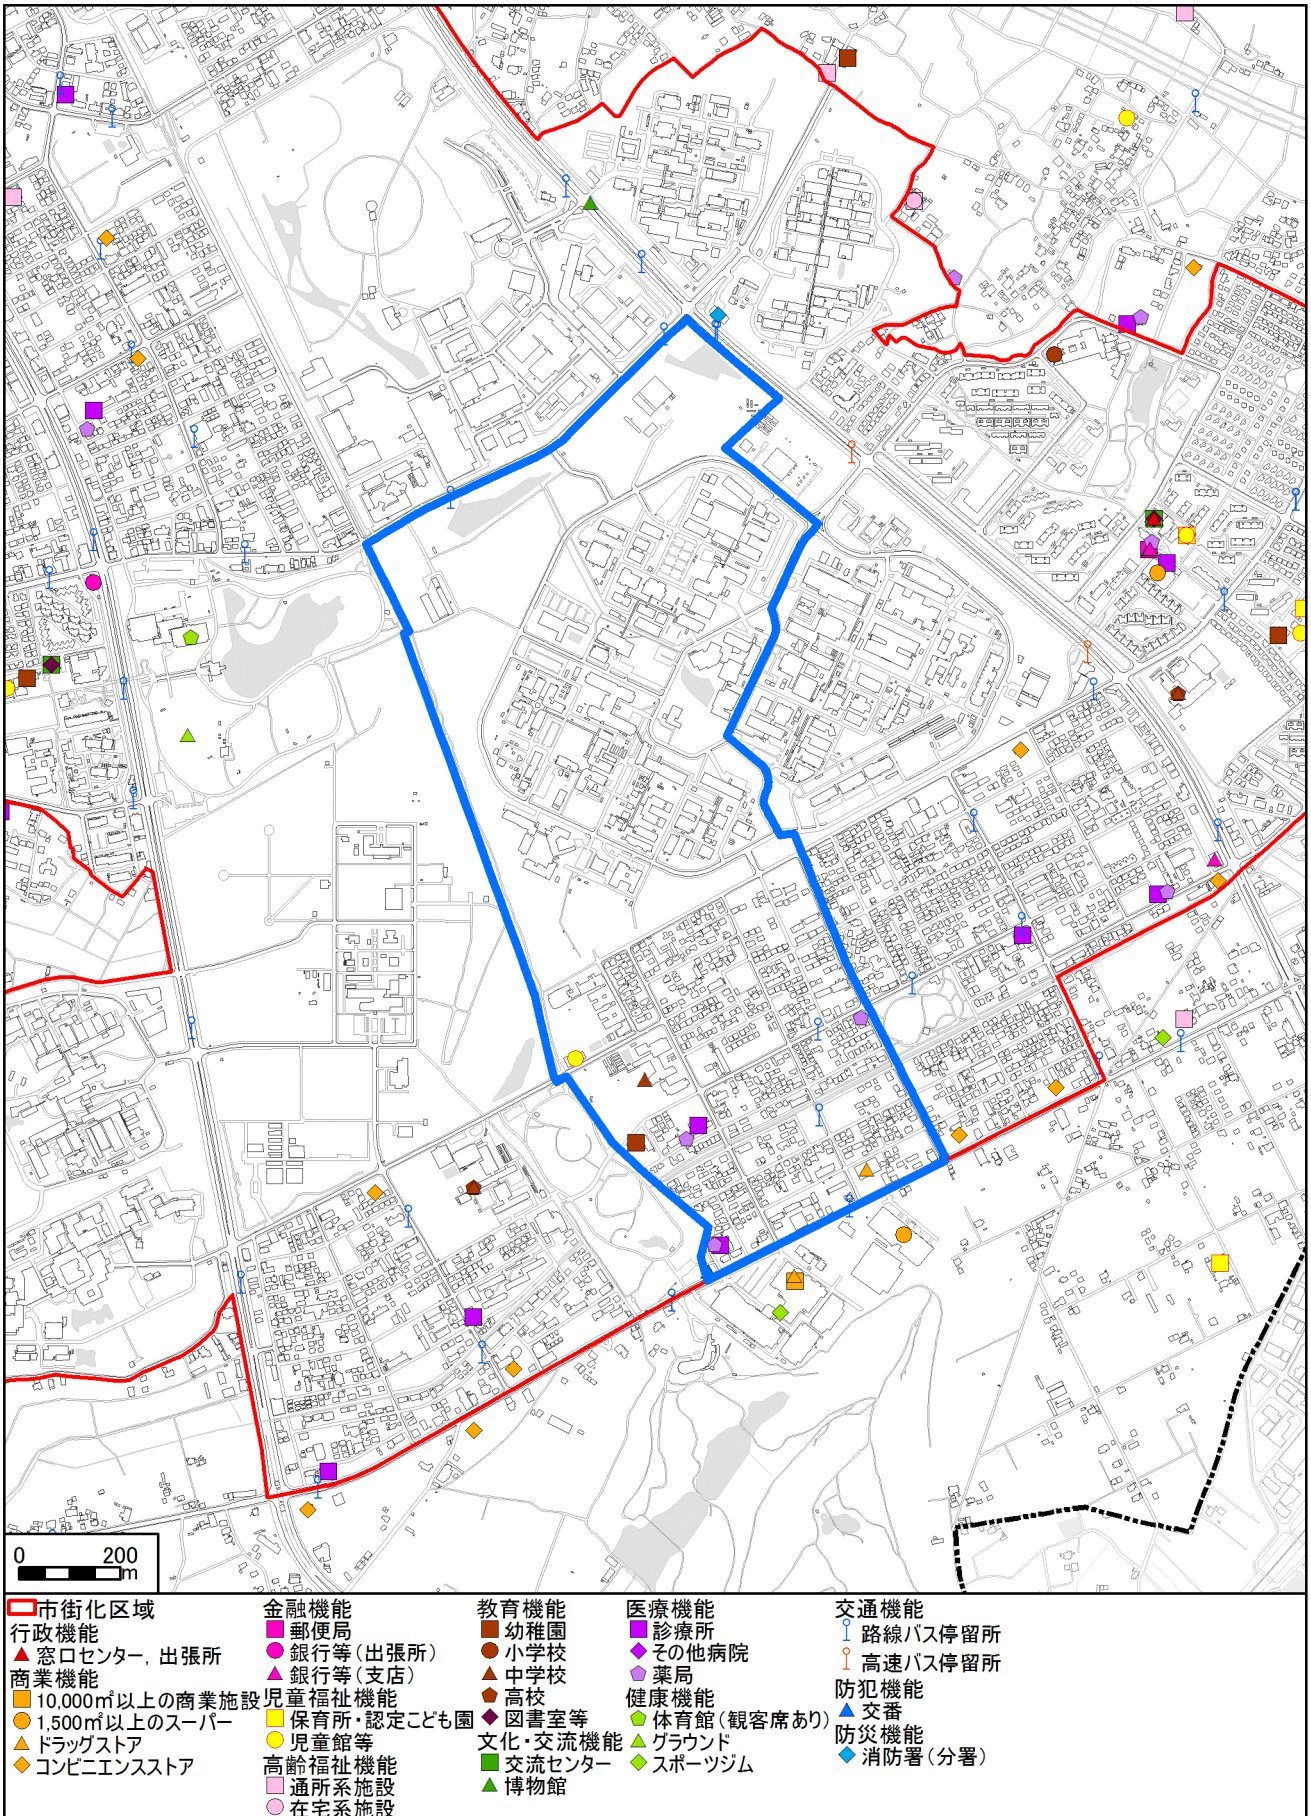 0 200
m
市街化区域
行政機能
窓口センター，出張所
商業機能
10,000㎡以上の商業施設
1,500㎡以上のスーパー
ドラッグストア
コンビニエンスストア
金融機能
郵便局
銀行等（出張所）
銀行等（支店）
児童福祉機能
保育所・認定こども園
児童館等
高齢福祉機能
通所系施設
在宅系施設
教育機能
幼稚園
小学校
中学校
高校
図書室等
文化・交流機能
交流センター
博物館
医療機能
診療所
その他病院
薬局
健康機能
体育館（観客席あり）
グラウンド
スポーツジム
交通機能
路線バス停留所
高速バス停留所
防犯機能
交番
防災機能
消防署（分署）